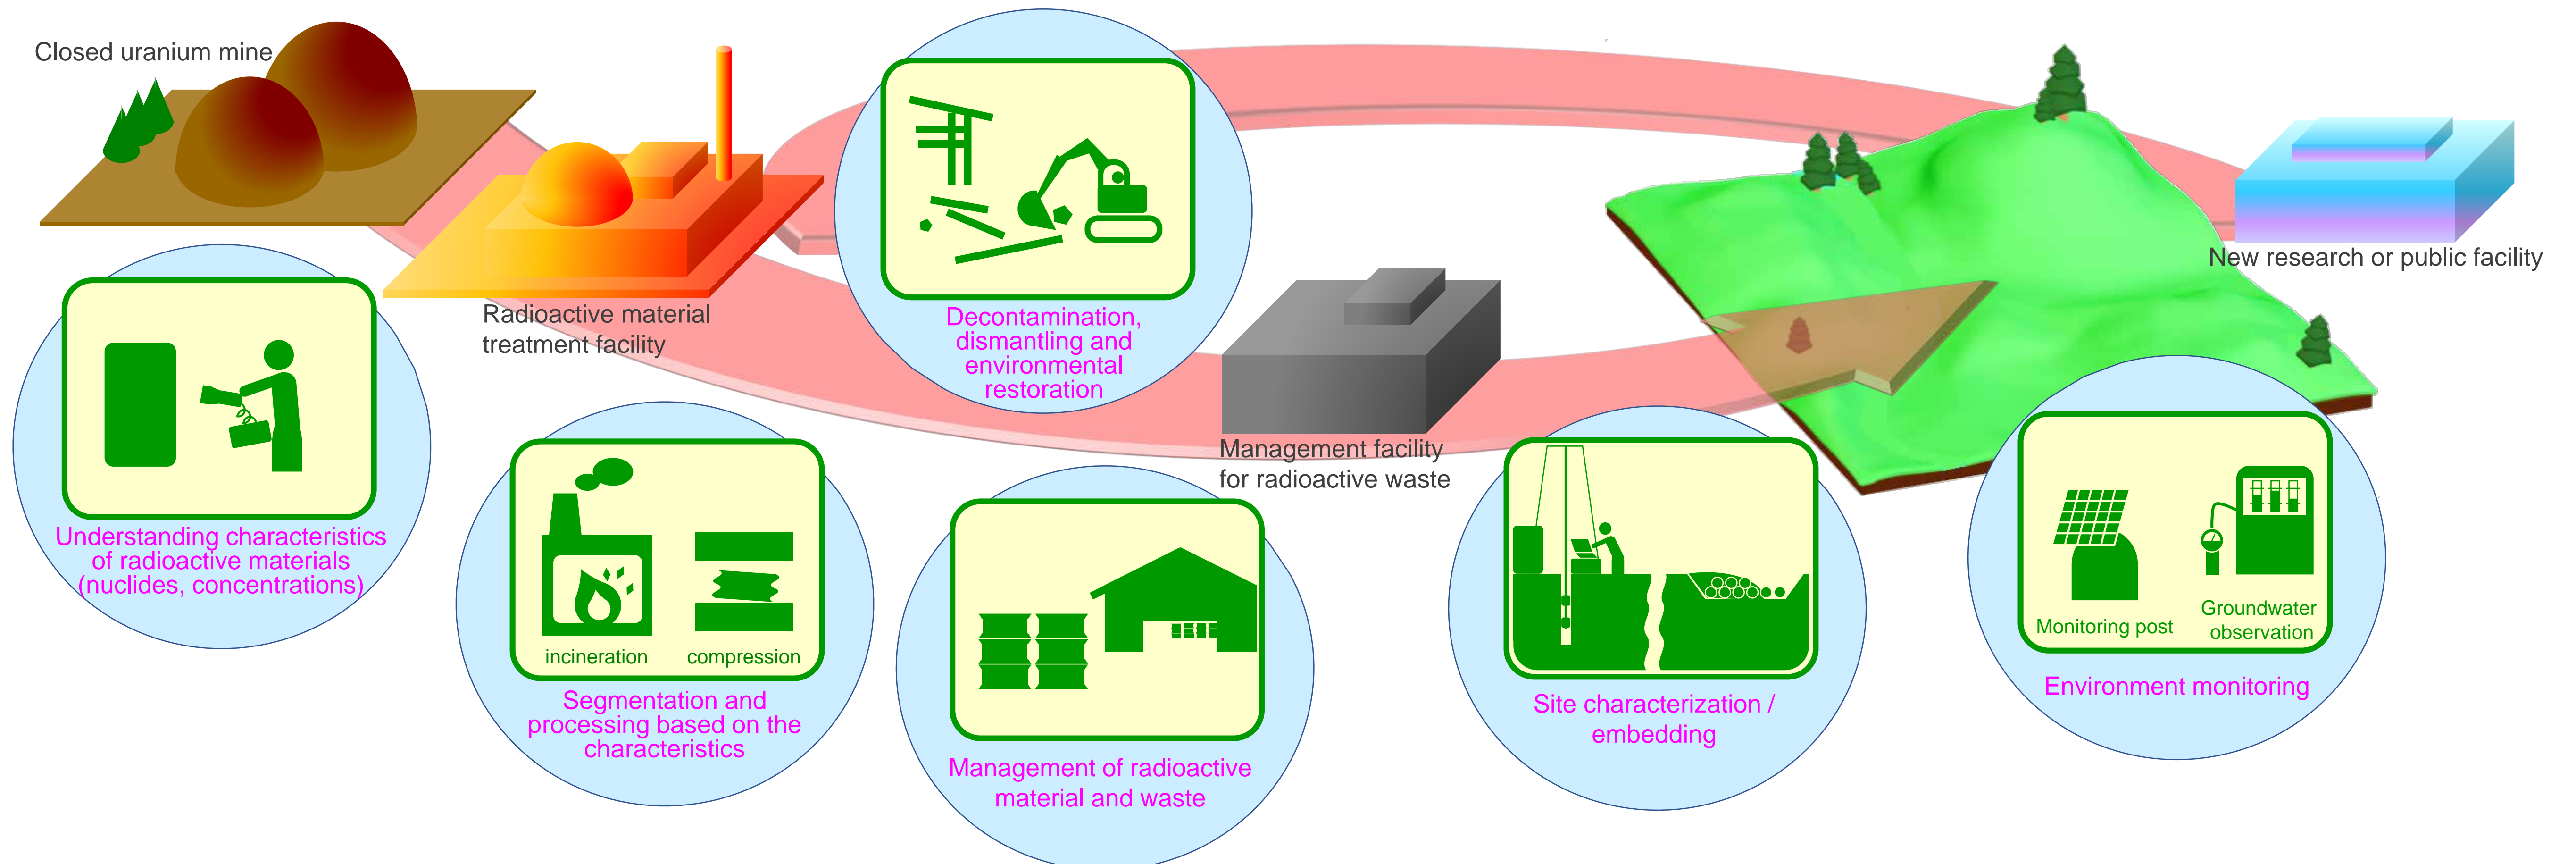 Closed uranium mine
Radioactive material
treatment facility
Decontamination,
dismantling and
environmental
restoration
New research or public facility
Management facility
for radioactive waste
Understanding characteristics
of radioactive materials
(nuclides, concentrations)
incineration
compression
Segmentation and
processing based on the
characteristics
Management of radioactive
material and waste
Site characterization /
embedding
Monitoring post
Groundwater
observation
Environment monitoring